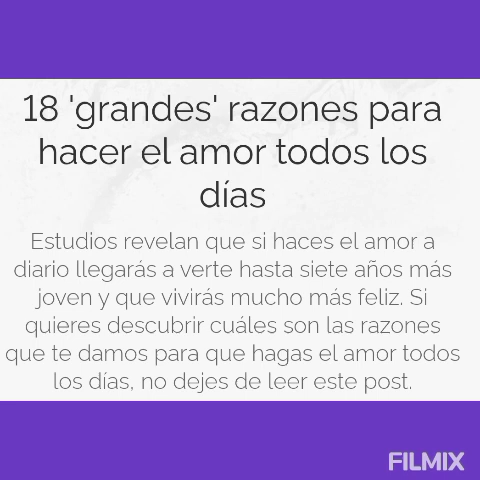 18 'grandes' razones para
hacer el amor todos los
días
Estudios revelan que si haces el amor a
diario llegarás a verte hasta siete años más
joven y que vivirás mucho más feliz. Si
quieres descubrir cuáles son las razones
que te damos para que hagas el amor todos
los días, no dejes de leer este post.
FILMIX